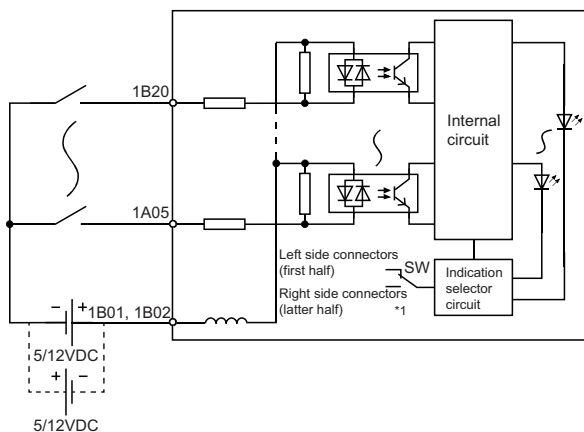 1B20
Internal
circuit
1A05
Left side connectors
(first half)
SW
Right side connectors
(latter half)
*1
Indication
selector
circuit
− +
1B01, 1B02
5/12VDC
+ −
5/12VDC